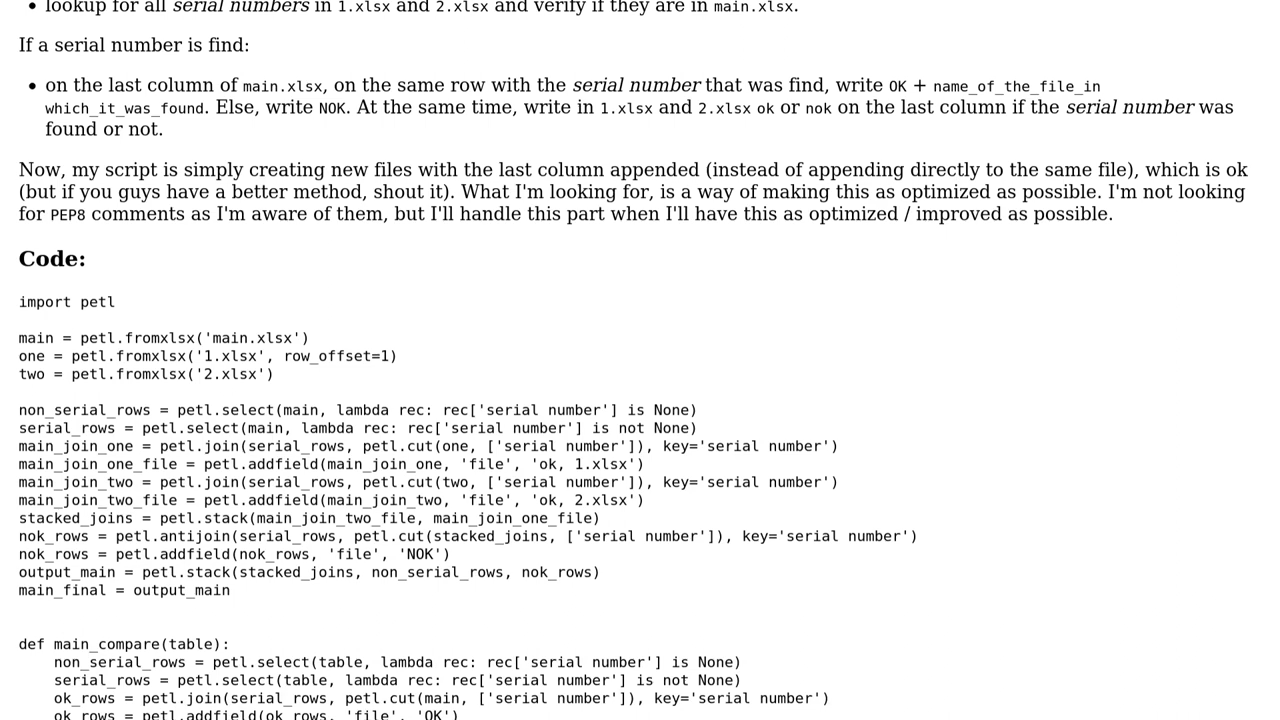 lookup for all serial numbers in 1.xlsx and 2.xlsx and verify if they are in main.xlsx.
If a serial number is find:
on the last column of main.xlsx, on the same row with the serial number that was find, write OK + name_of_the_file_in
which_it_was_found. Else, write NOK. At the same time, write in 1.xlsx and 2.xlsx ok or nok on the last column if the serial number was
found or not.
Now, my script is simply creating new files with the last column appended (instead of appending directly to the same file), which is ok
(but if you guys have a better method, shout it). What I'm looking for, is a way of making this as optimized as possible. I'm not looking
for PEP8 comments as I'm aware of them, but I'll handle this part when I'll have this as optimized / improved as possible.
Code:
import petl
main = petl.fromxlsx('main.xlsx')
one = petl.fromxlsx('1.xlsx', row_offset=1)
two = petl.fromxlsx('2.xlsx')
non_serial_rows = petl.select(main, lambda rec: rec['serial number'] is None)
serial_rows = petl.select(main, lambda rec: rec['serial number'] is not None)
main_join_one = petl.join(serial_rows, petl.cut(one, ['serial number']), key='serial number')
main_join_one_file = petl.addfield(main_join_one, 'file', 'ok, 1.xlsx')
main_join_two = petl.join(serial_rows, petl.cut(two, ['serial number']), key='serial number')
main_join_two_file = petl.addfield(main_join_two, 'file', 'ok, 2.xlsx')
stacked_joins = petl.stack(main_join_two_file, main_join_one_file)
nok_rows = petl.antijoin(serial_rows, petl.cut(stacked_joins, ['serial number']), key='serial number')
nok_rows = petl.addfield(nok_rows, 'file', 'NOK')
output_main = petl.stack(stacked_joins, non_serial_rows, nok_rows)
main_final = output_main
def main_compare(table):
    non_serial_rows = petl.select(table, lambda rec: rec['serial number'] is None)
    serial_rows = petl.select(table, lambda rec: rec['serial number'] is not None)
    ok_rows = petl.join(serial_rows, petl.cut(main, ['serial number']), key='serial number')
    ok_rows = petl.addfield(ok_rows, 'file', 'OK')